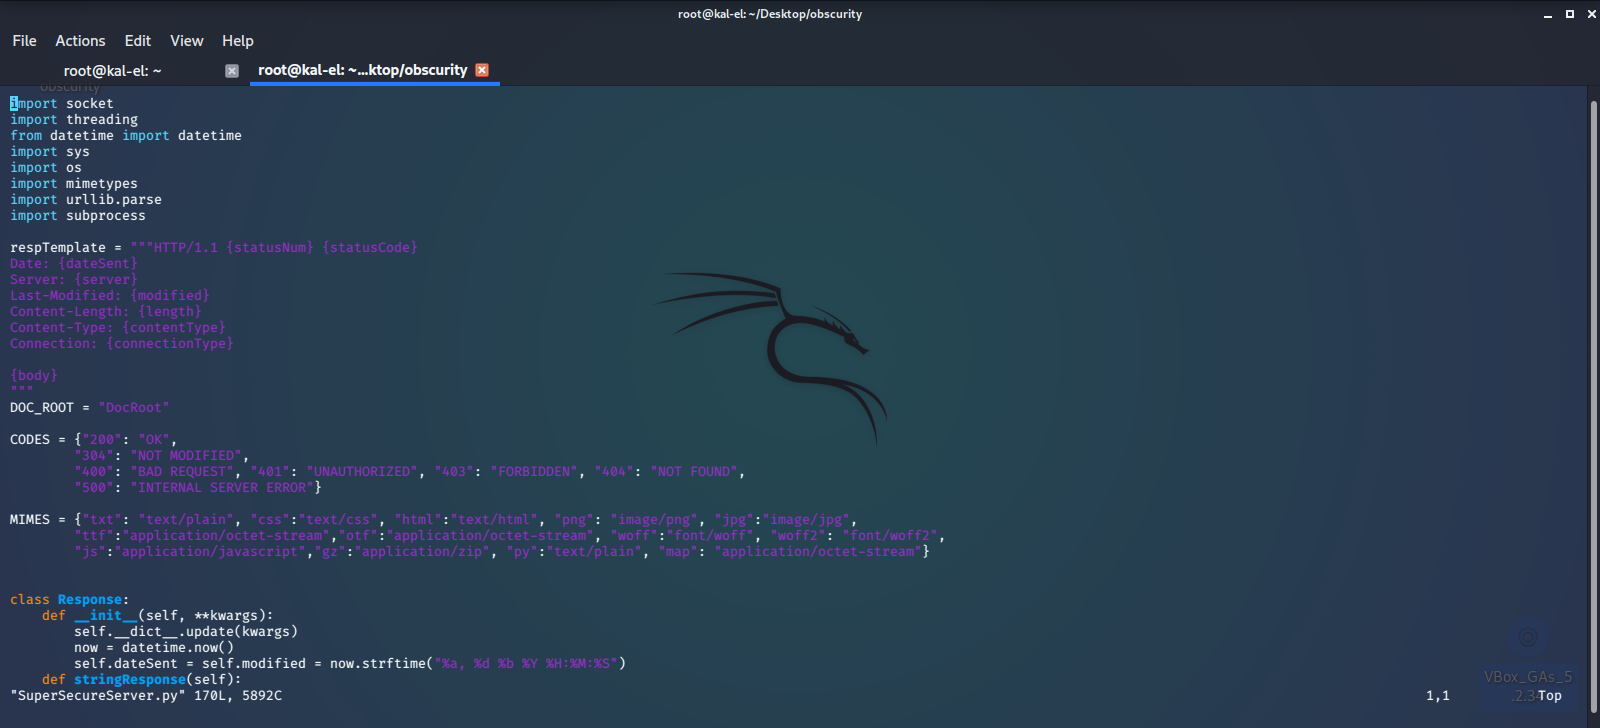 root@kal-el: ~/Desktop/obscurity
File Actions Edit View Help
root@kal-el: ~ root@kal-el: ~...ktop/obscurity
obscurity
import socket
import threading
from datetime import datetime
import sys
import os
import mimetypes
import urllib.parse
import subprocess
respTemplate = """HTTP/1.1 {statusNum} {statusCode}
Date: {dateSent}
Server: {server}
Last-Modified: {modified}
Content-Length: {length}
Content-Type: {contentType}
Connection: {connectionType}
{body}
"""
DOC_ROOT = "DocRoot"
CODES = {"200": "OK",
        "304": "NOT MODIFIED",
        "400": "BAD REQUEST", "401": "UNAUTHORIZED", "403": "FORBIDDEN", "404": "NOT FOUND",
        "500": "INTERNAL SERVER ERROR"}
MIMES = {"txt": "text/plain", "css":"text/css", "html":"text/html", "png": "image/png", "jpg":"image/jpg",
        "ttf":"application/octet-stream","otf":"application/octet-stream", "woff":"font/woff", "woff2": "font/woff2",
        "js":"application/javascript","gz":"application/zip", "py":"text/plain", "map": "application/octet-stream"}
class Response:
    def __init__(self, **kwargs):
        self.__dict__.update(kwargs)
        now = datetime.now()
        self.dateSent = self.modified = now.strftime("%a, %d %b %Y %H:%M:%S")
    def stringResponse(self):
VBox_GAs_5
"SuperSecureServer.py" 170L, 5892C 1,1 .2.34 Top